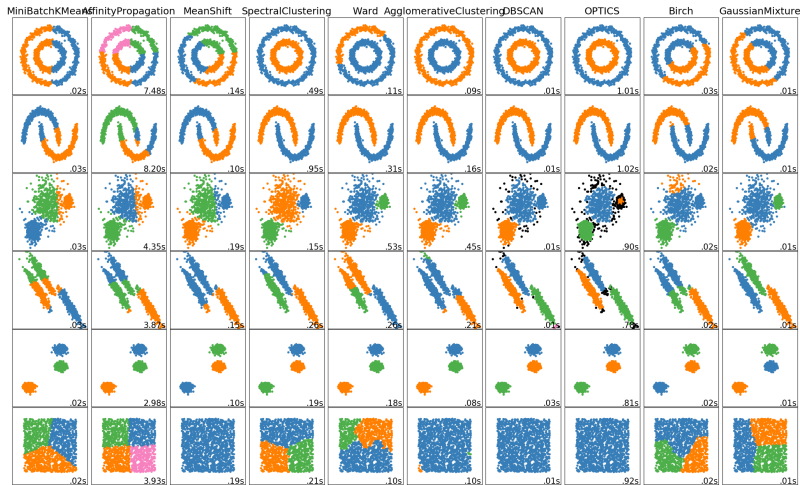 MiniBatchKMeans AffinityPropagation MeanShift SpectralClustering Ward AgglomerativeClustering DBSCAN OPTICS Birch GaussianMixture
.02s 7.48s .14s .49s .11s .09s .01s 1.01s .03s .01s
.03s 8.20s .10s .95s .31s .16s .01s 1.02s .02s .01s
.03s 4.35s .19s .15s .53s .45s .01s .90s .02s .01s
.03s 3.87s .15s .26s .26s .21s .01s .02s .01s
.02s 2.98s .10s .19s .18s .08s .03s .81s .02s .01s
.02s 3.93s .19s .21s .10s .10s .01s .92s .02s .01s